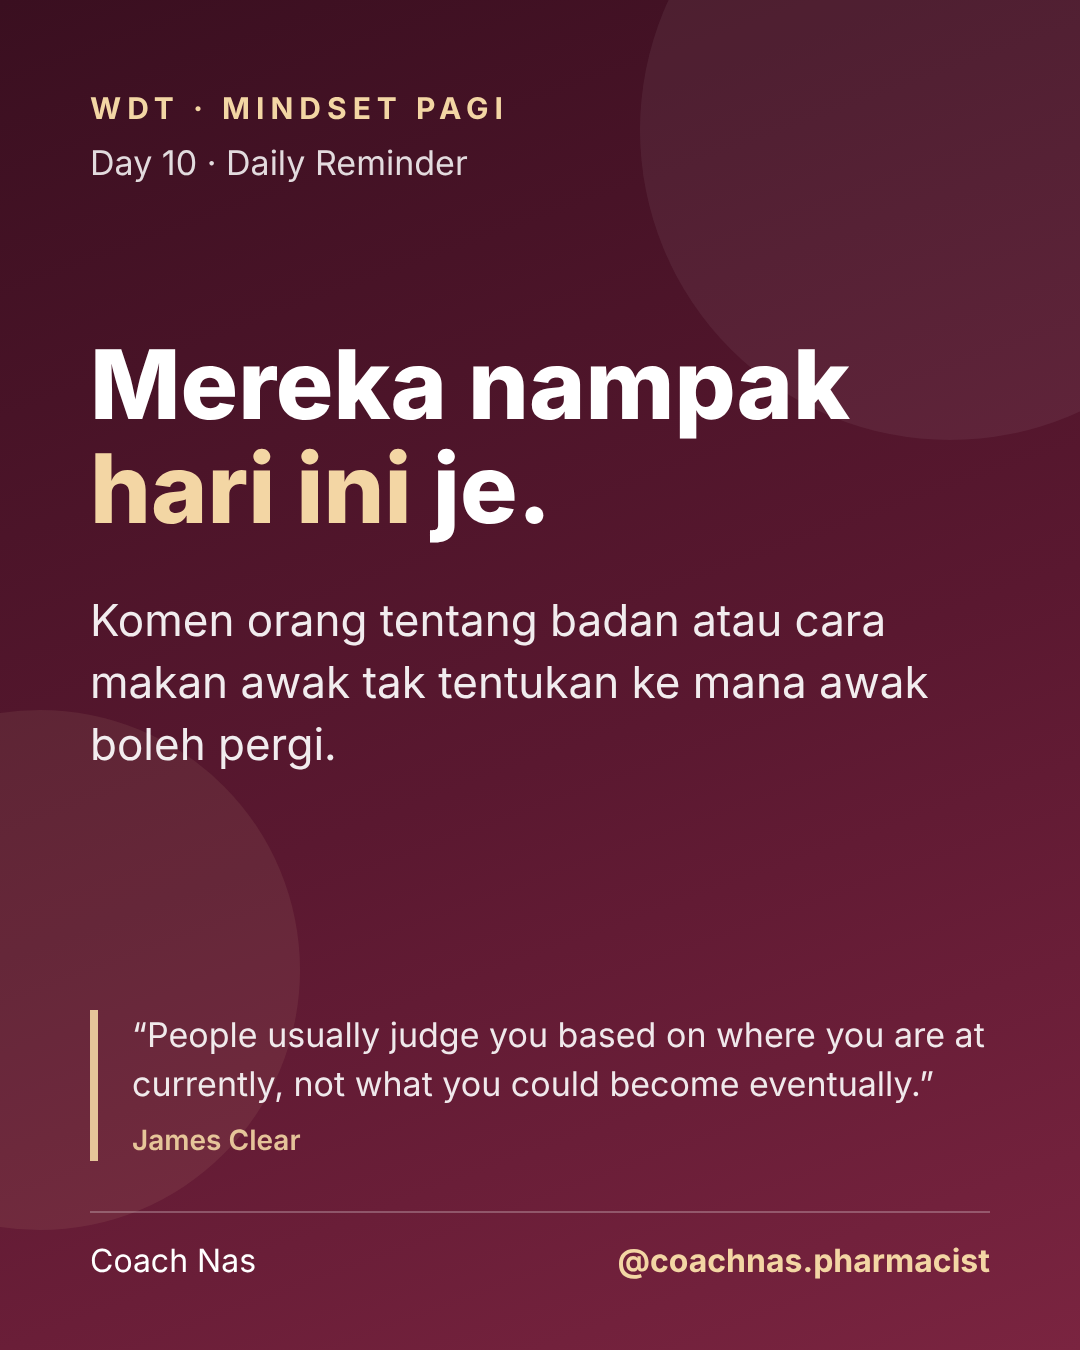 WDT · MINDSET PAGI
Day 10 · Daily Reminder
Mereka nampak
hari ini je.
Komen orang tentang badan atau cara
makan awak tak tentukan ke mana awak
boleh pergi.
“People usually judge you based on where you are at
currently, not what you could become eventually.”
James Clear
Coach Nas
@coachnas.pharmacist